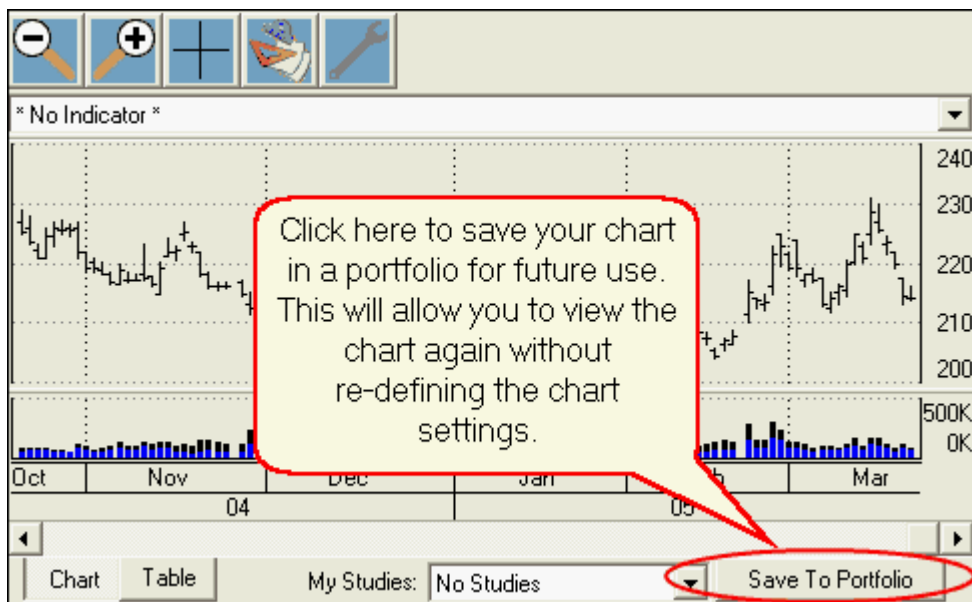 * No Indicator *
240
230
220
210
200
Click here to save your chart
in a portfolio for future use.
This will allow you to view the
chart again without
re-defining the chart
settings.
500K
0K
Oct Nov Dec Jan Mar
04 05
Chart Table My Studies: No Studies Save To Portfolio